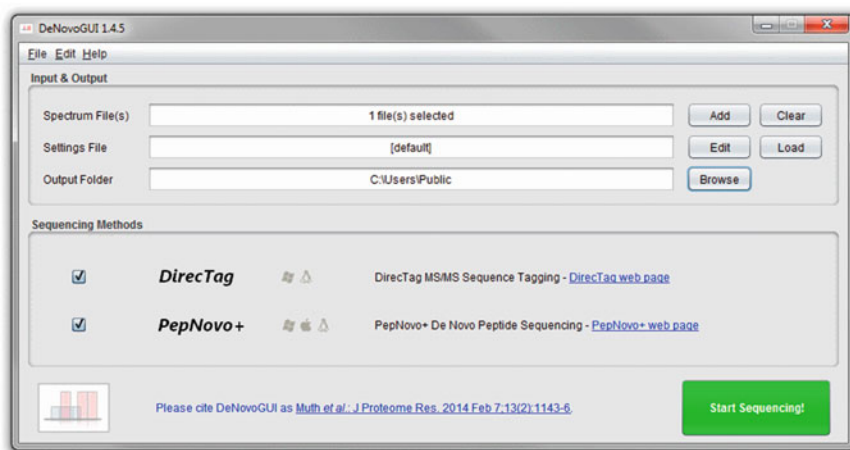 DeNovoGUI 1.4.5
File Edit Help
Input & Output
Spectrum File(s) 1 file(s) selected Add Clear
Settings File [default] Edit Load
Output Folder C:\Users\Public Browse
Sequencing Methods
DirecTag DirecTag MS/MS Sequence Tagging - DirecTag web page
PepNovo+ PepNovo+ De Novo Peptide Sequencing - PepNovo+ web page
Please cite DeNovoGUI as Muth et al.: J Proteome Res. 2014 Feb 7;13(2):1143-6. Start Sequencing!